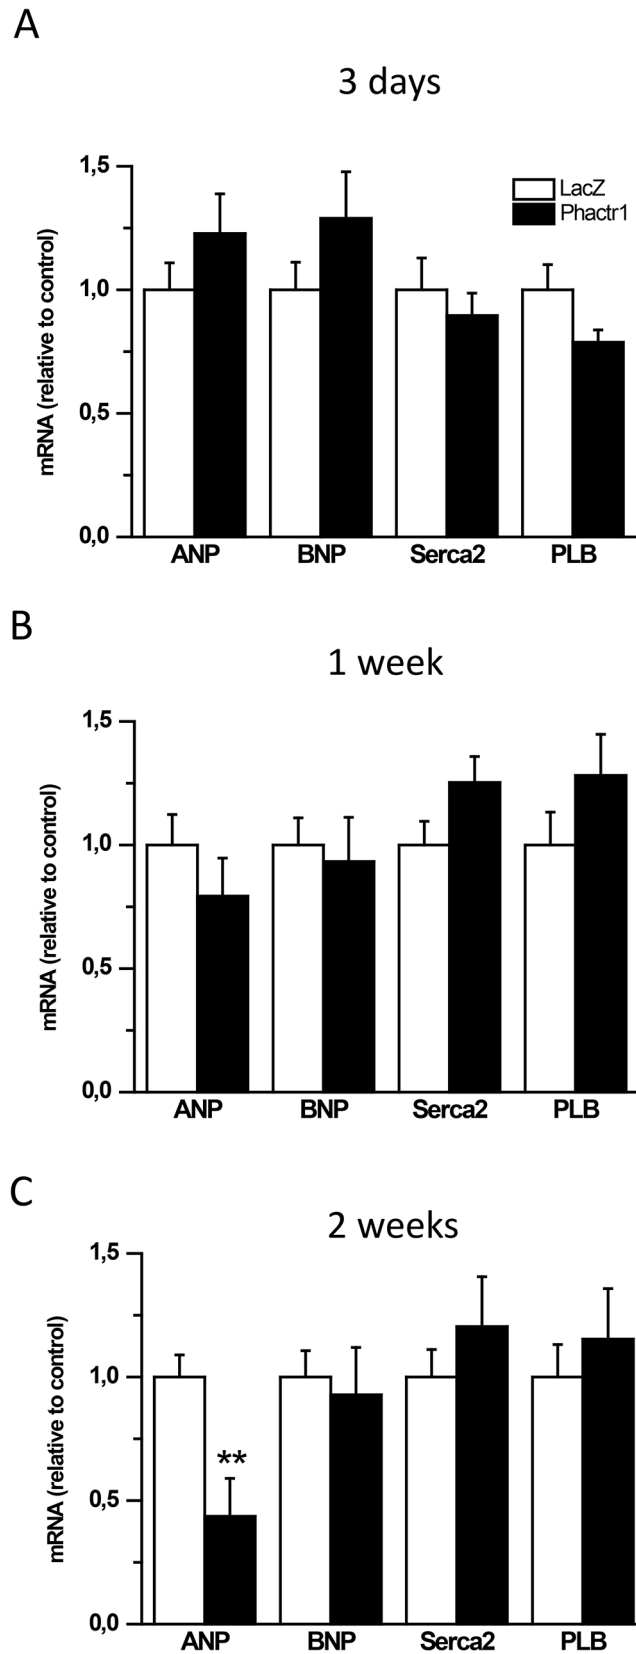 A
3 days
1,5
1,0
0,5
0,0
mRNA (relative to control)
LacZ
Phactr1
ANP BNP Serca2 PLB
B
1 week
1,5
1,0
0,5
0,0
mRNA (relative to control)
ANP BNP Serca2 PLB
C
2 weeks
1,5
1,0
0,5
0,0
mRNA (relative to control)
**
ANP BNP Serca2 PLB